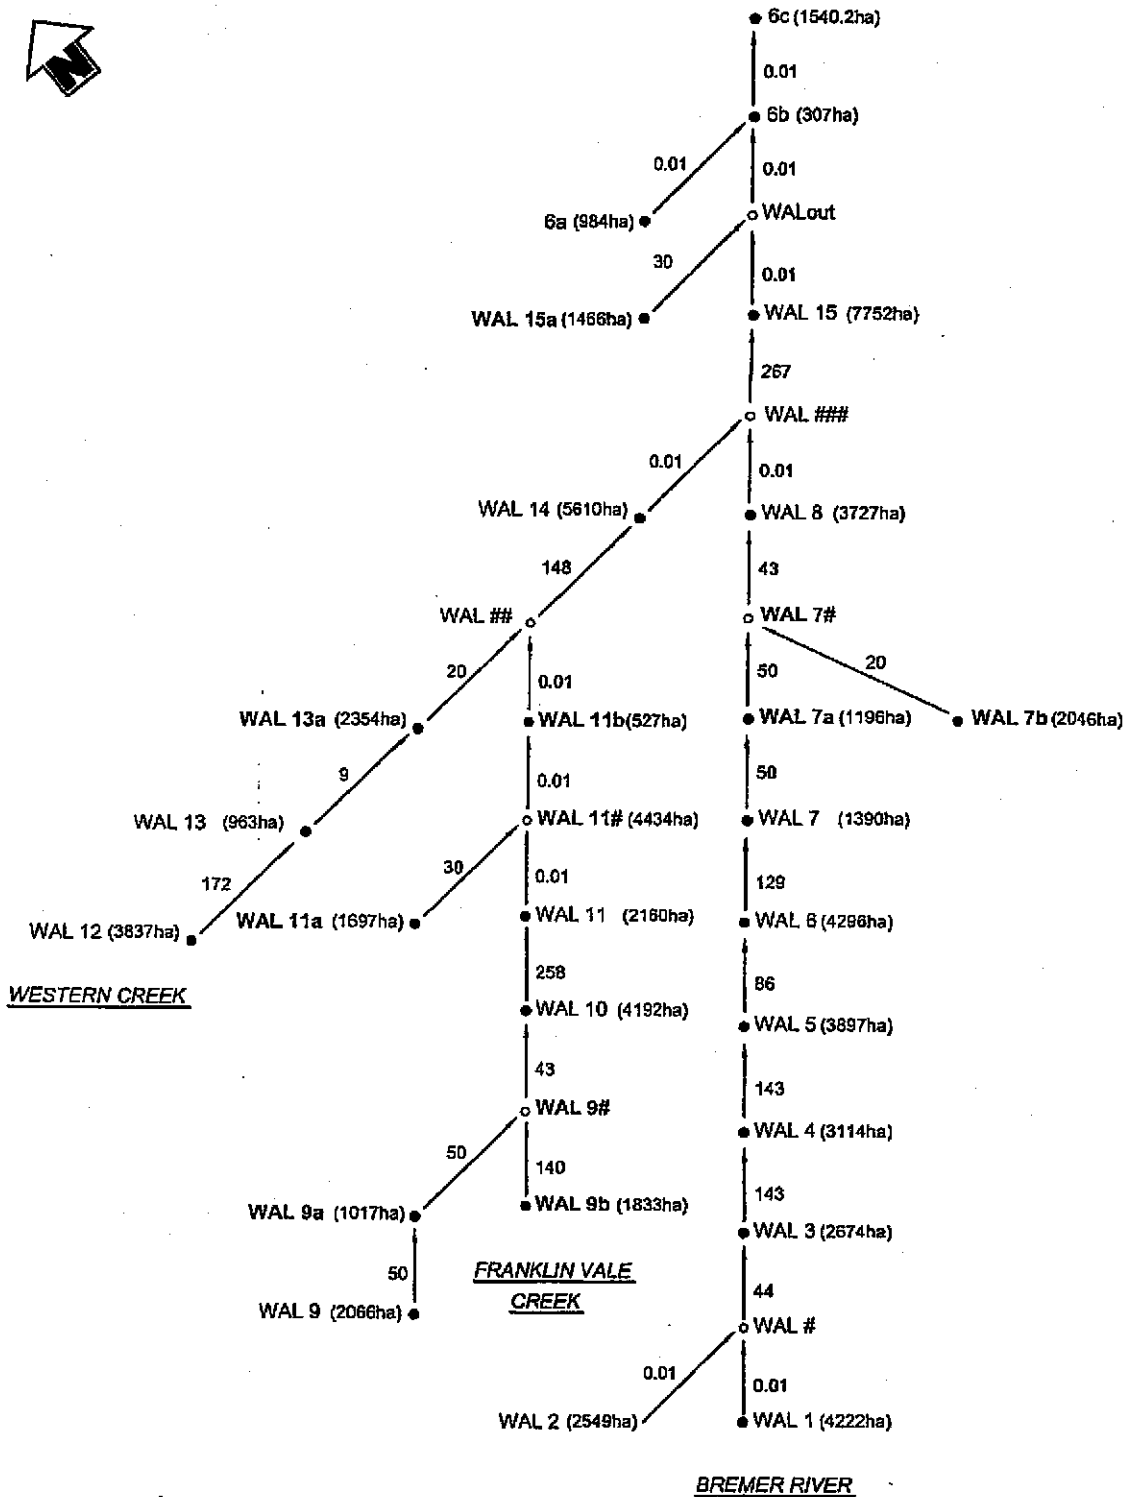 N
6c (1540.2ha)
0.01
6b (307ha)
0.01
0.01
6a (984ha)
WALout
30
0.01
WAL 15a (1466ha)
WAL 15 (7752ha)
267
WAL ###
0.01
0.01
WAL 14 (5610ha)
WAL 8 (3727ha)
148
43
WAL ##
WAL 7#
20
0.01
50
20
WAL 13a (2354ha)
WAL 11b(527ha)
WAL 7a (1196ha)
WAL 7b (2046ha)
9
0.01
50
WAL 13 (963ha)
WAL 11# (4434ha)
WAL 7 (1390ha)
172
30
0.01
129
WAL 12 (3837ha)
WAL 11a (1697ha)
WAL 11 (2160ha)
WAL 6 (4296ha)
WESTERN CREEK
258
86
WAL 10 (4192ha)
WAL 5 (3897ha)
43
143
WAL 9#
WAL 4 (3114ha)
50
140
143
WAL 9a (1017ha)
WAL 9b (1833ha)
WAL 3 (2674ha)
50
FRANKLIN VALE
CREEK
44
WAL 9 (2066ha)
WAL #
0.01
0.01
WAL 2 (2549ha)
WAL 1 (4222ha)
BREMER RIVER